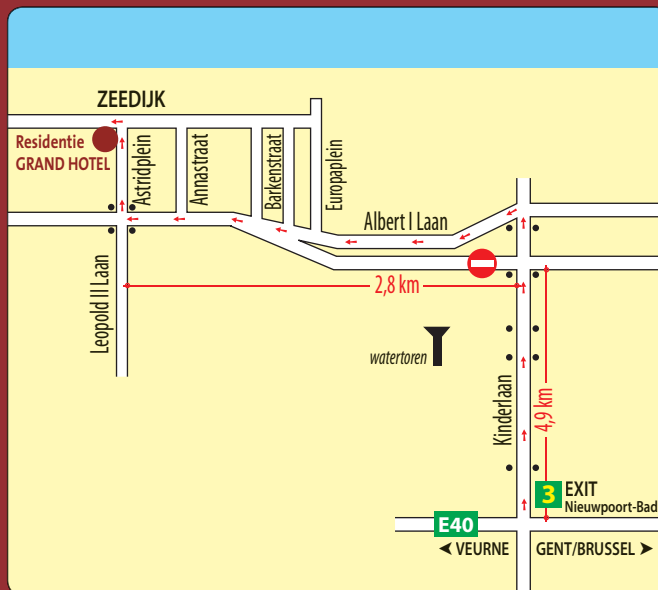 ZEEDIJK
Residentie
GRAND HOTEL
Astridplein
Annastraat
Barkenstraat
Europaplein
Albert I Laan
Leopold II Laan
2,8 km
watertoren
Kinderlaan
4,9 km
3 EXIT
Nieuwpoort-Bad
E40
VEURNE
GENT/BRUSSEL